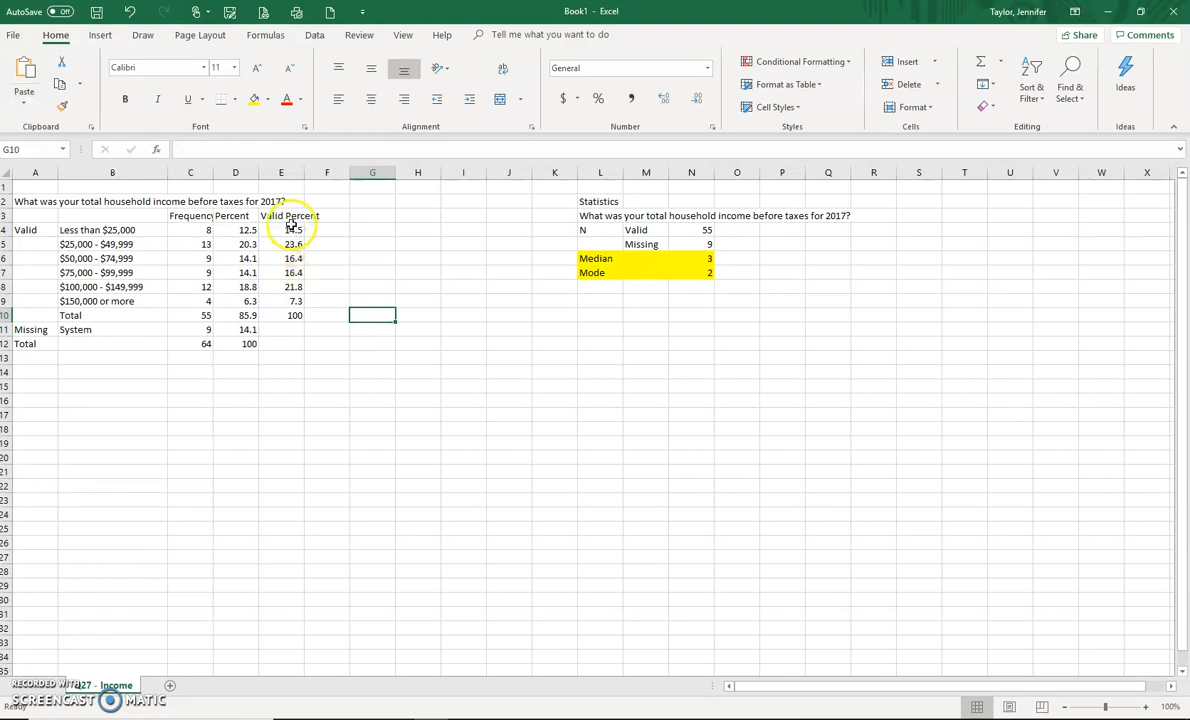 AutoSave Off Book1 - Excel Taylor, Jennifer
File Home Insert Draw Page Layout Formulas Data Review View Help Tell me what you want to do Share Comments
Paste Calibri 11 General Conditional Formatting Insert
B I U $ % Format as Table Delete Sort & Filter Find & Select Ideas
Cell Styles Format
Clipboard Font Alignment Number Styles Cells Editing Ideas
G10 fx
A B C D E F G H I J K L M N O P Q R S T U V W X
1
2 What was your total household income before taxes for 2017? Statistics
3 Frequency Percent Valid Percent What was your total household income before taxes for 2017?
4 Valid Less than $25,000 8 12.5 14.5 N Valid 55
5 $25,000 - $49,999 13 20.3 23.6 Missing 9
6 $50,000 - $74,999 9 14.1 16.4 Median 3
7 $75,000 - $99,999 9 14.1 16.4 Mode 2
8 $100,000 - $149,999 12 18.8 21.8
9 $150,000 or more 4 6.3 7.3
10 Total 55 85.9 100
11 Missing System 9 14.1
12 Total 64 100
13
14
15
16
17
18
19
20
21
22
23
24
25
26
27
28
29
30
31
32
33
34
35
Q27 - Income
RECORDED WITH
SCREENCAST MATIC
Ready 100%